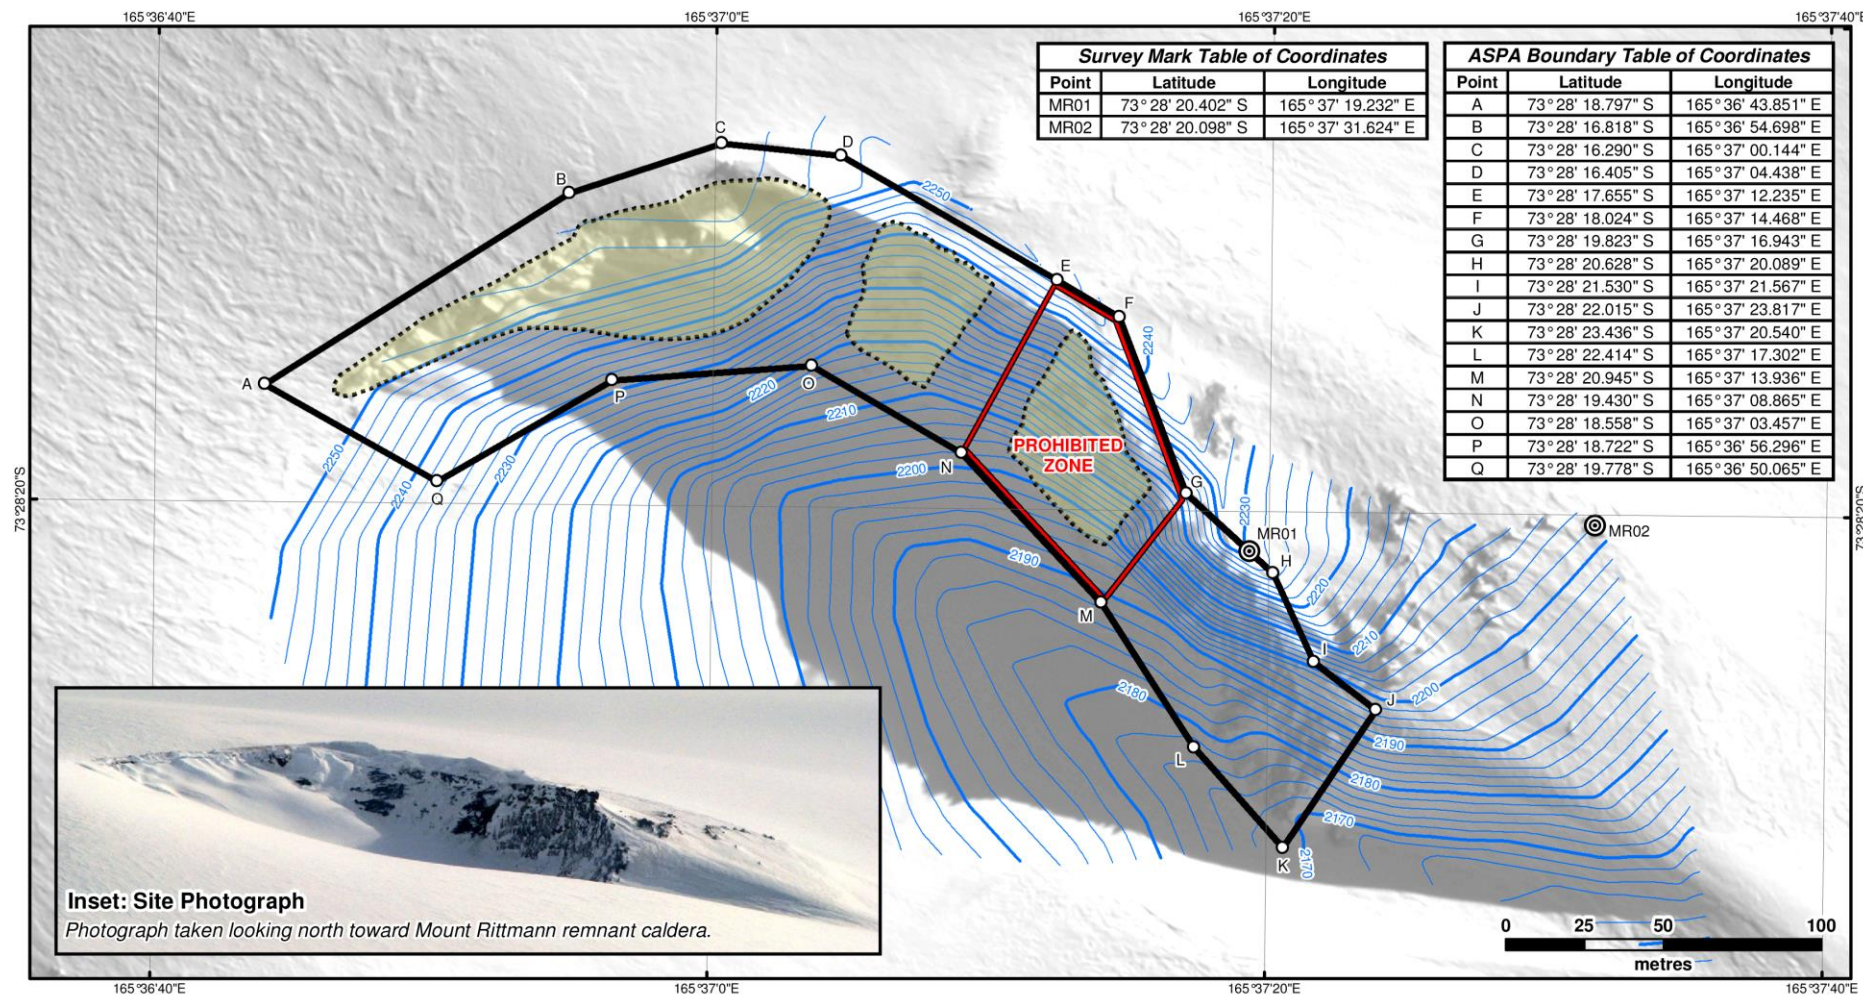 165°36'40"E
165°37'0"E
165°37'20"E
165°37'40"E
Survey Mark Table of Coordinates
Point Latitude Longitude
MR01 73°28' 20.402" S 165°37' 19.232" E
MR02 73°28' 20.098" S 165°37' 31.624" E
ASPA Boundary Table of Coordinates
Point Latitude Longitude
A 73°28' 18.797" S 165°36' 43.851" E
B 73°28' 16.818" S 165°36' 54.698" E
C 73°28' 16.290" S 165°37' 00.144" E
D 73°28' 16.405" S 165°37' 04.438" E
E 73°28' 17.655" S 165°37' 12.235" E
F 73°28' 18.024" S 165°37' 14.468" E
G 73°28' 19.823" S 165°37' 16.943" E
H 73°28' 20.628" S 165°37' 20.089" E
I 73°28' 21.530" S 165°37' 21.567" E
J 73°28' 22.015" S 165°37' 23.817" E
K 73°28' 23.436" S 165°37' 20.540" E
L 73°28' 22.414" S 165°37' 17.302" E
M 73°28' 20.945" S 165°37' 13.936" E
N 73°28' 19.430" S 165°37' 08.865" E
O 73°28' 18.558" S 165°37' 03.457" E
P 73°28' 18.722" S 165°36' 56.296" E
Q 73°28' 19.778" S 165°36' 50.065" E
C
D
B
2250
E
F
2240
A
O
P
2220
2210
PROHIBITED
ZONE
N
2200
2250
2240
2230
Q
G
2230
73°28'20"S
73°28'20"S
MR01
MR02
H
2190
2220
M
2210
I
2180
2200
J
2190
L
2180
2170
K
2170
Inset: Site Photograph
Photograph taken looking north toward Mount Rittmann remnant caldera.
0 25 50 100
metres
165°36'40"E
165°37'0"E
165°37'20"E
165°37'40"E